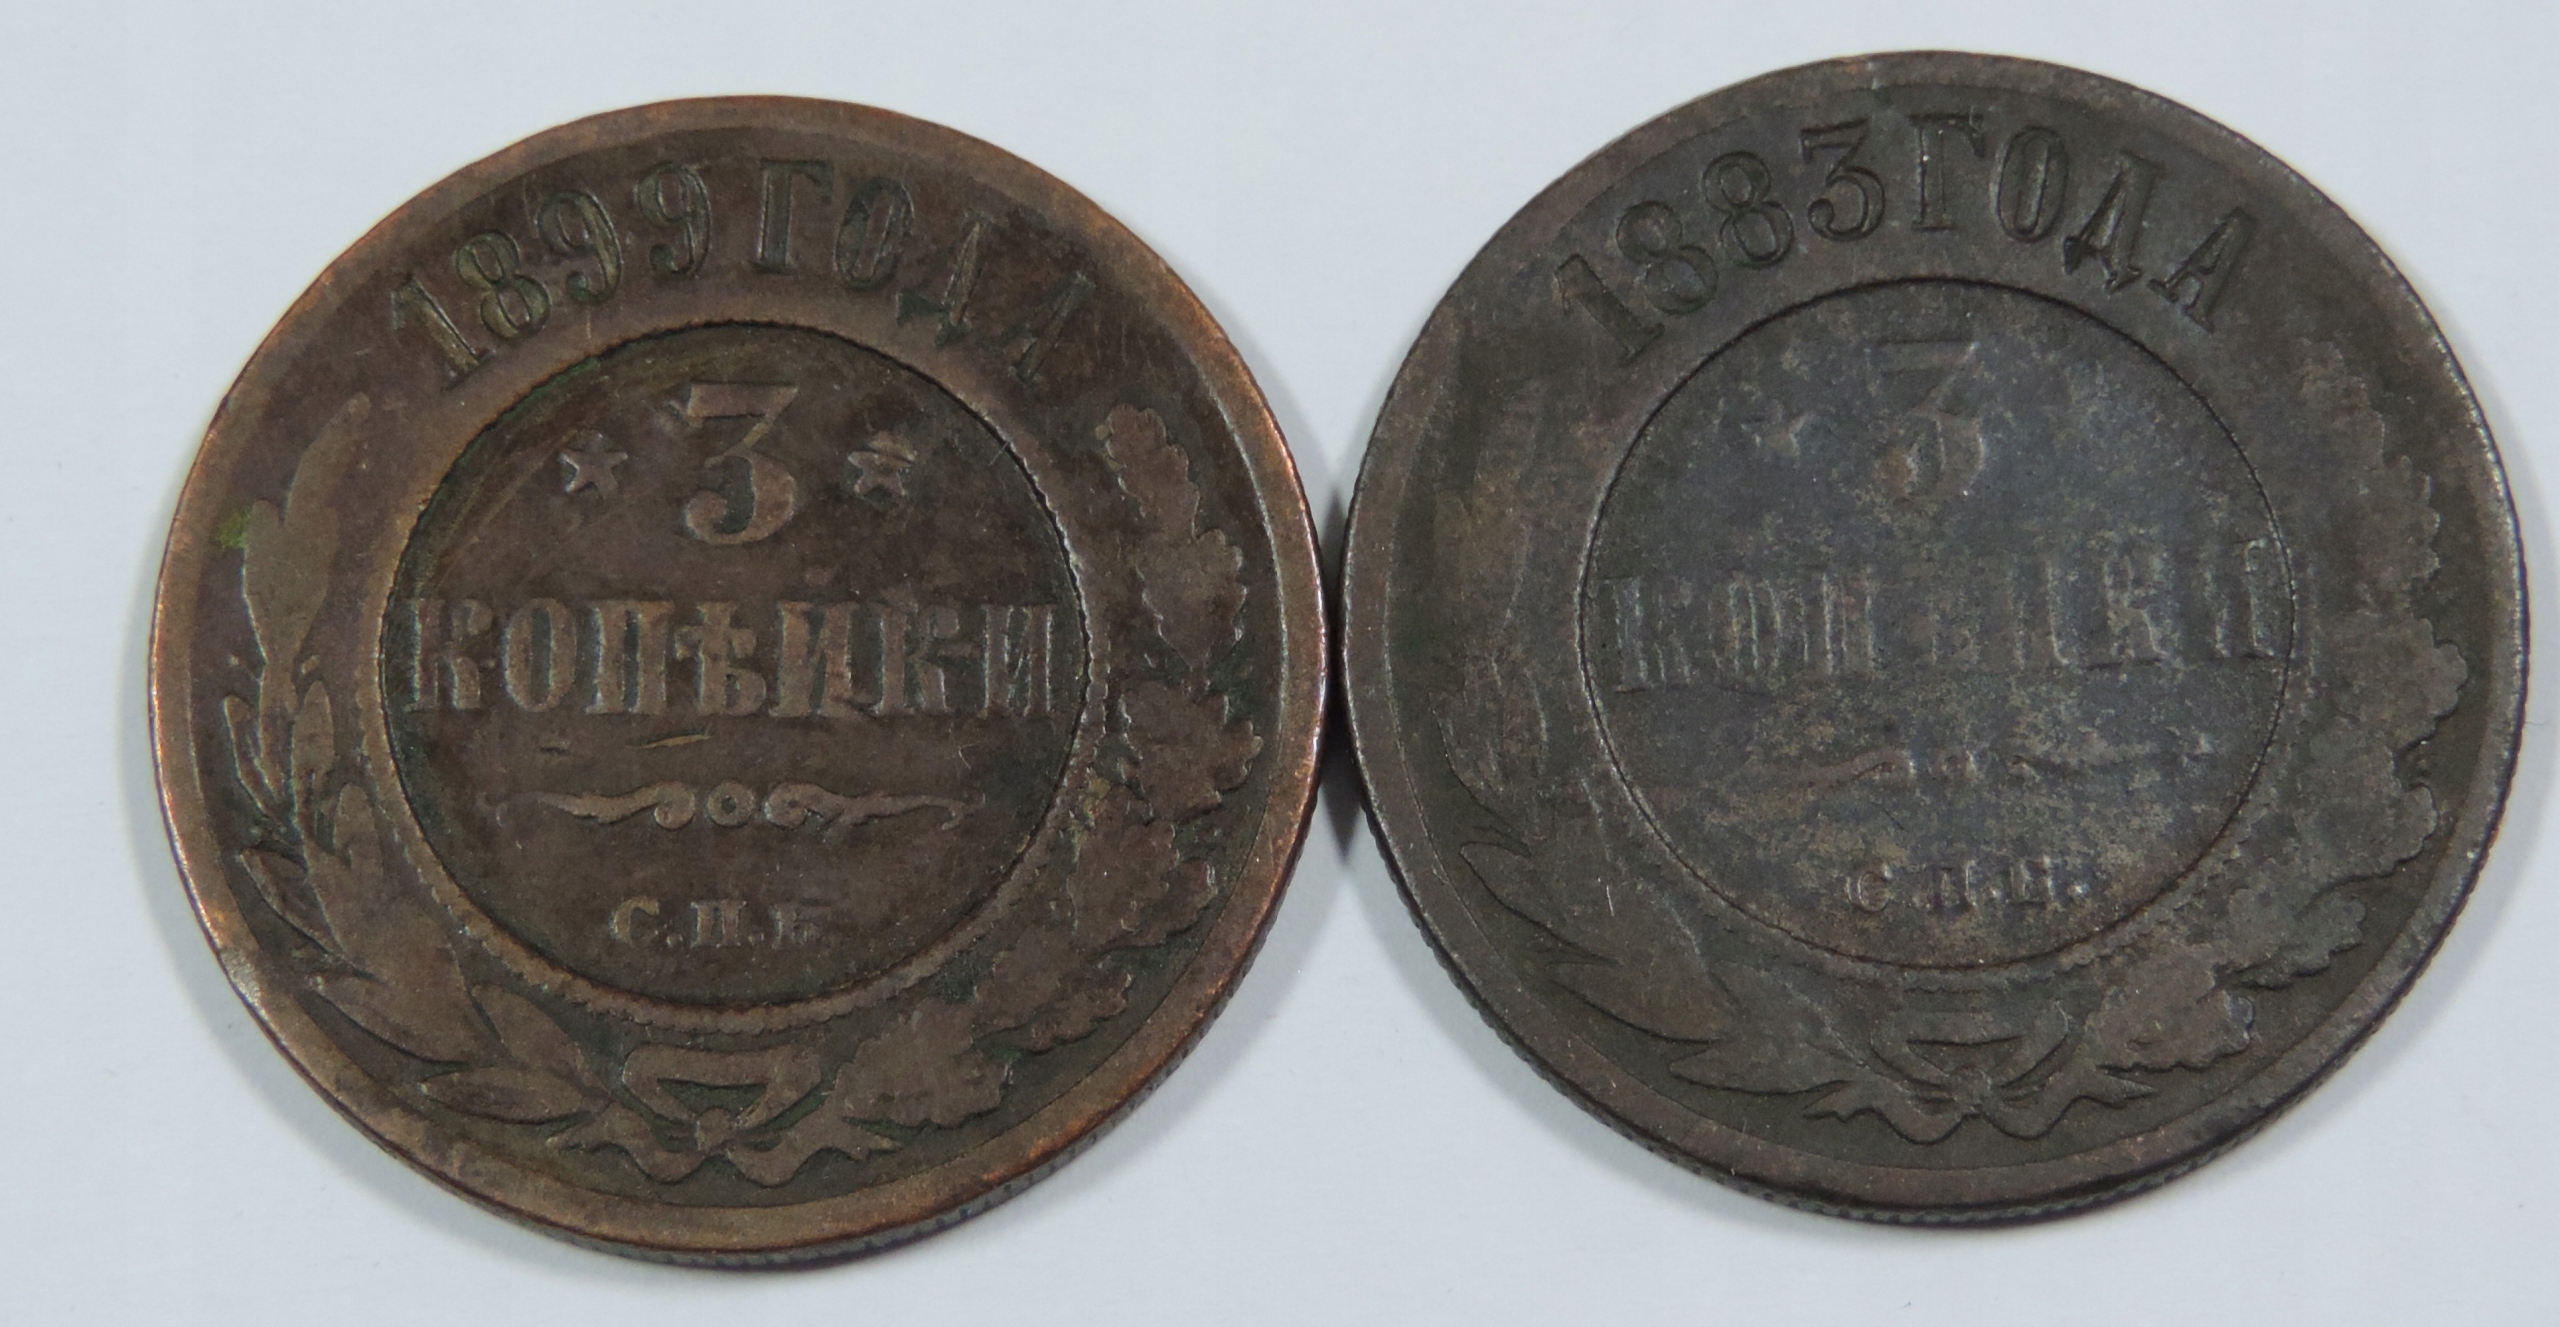 1899 ГОДА
* 3 *
КОПѢЙКИ
С.П.Б.
1883 ГОДА
* 3
КОПѢЙКИ
С.П.Б.